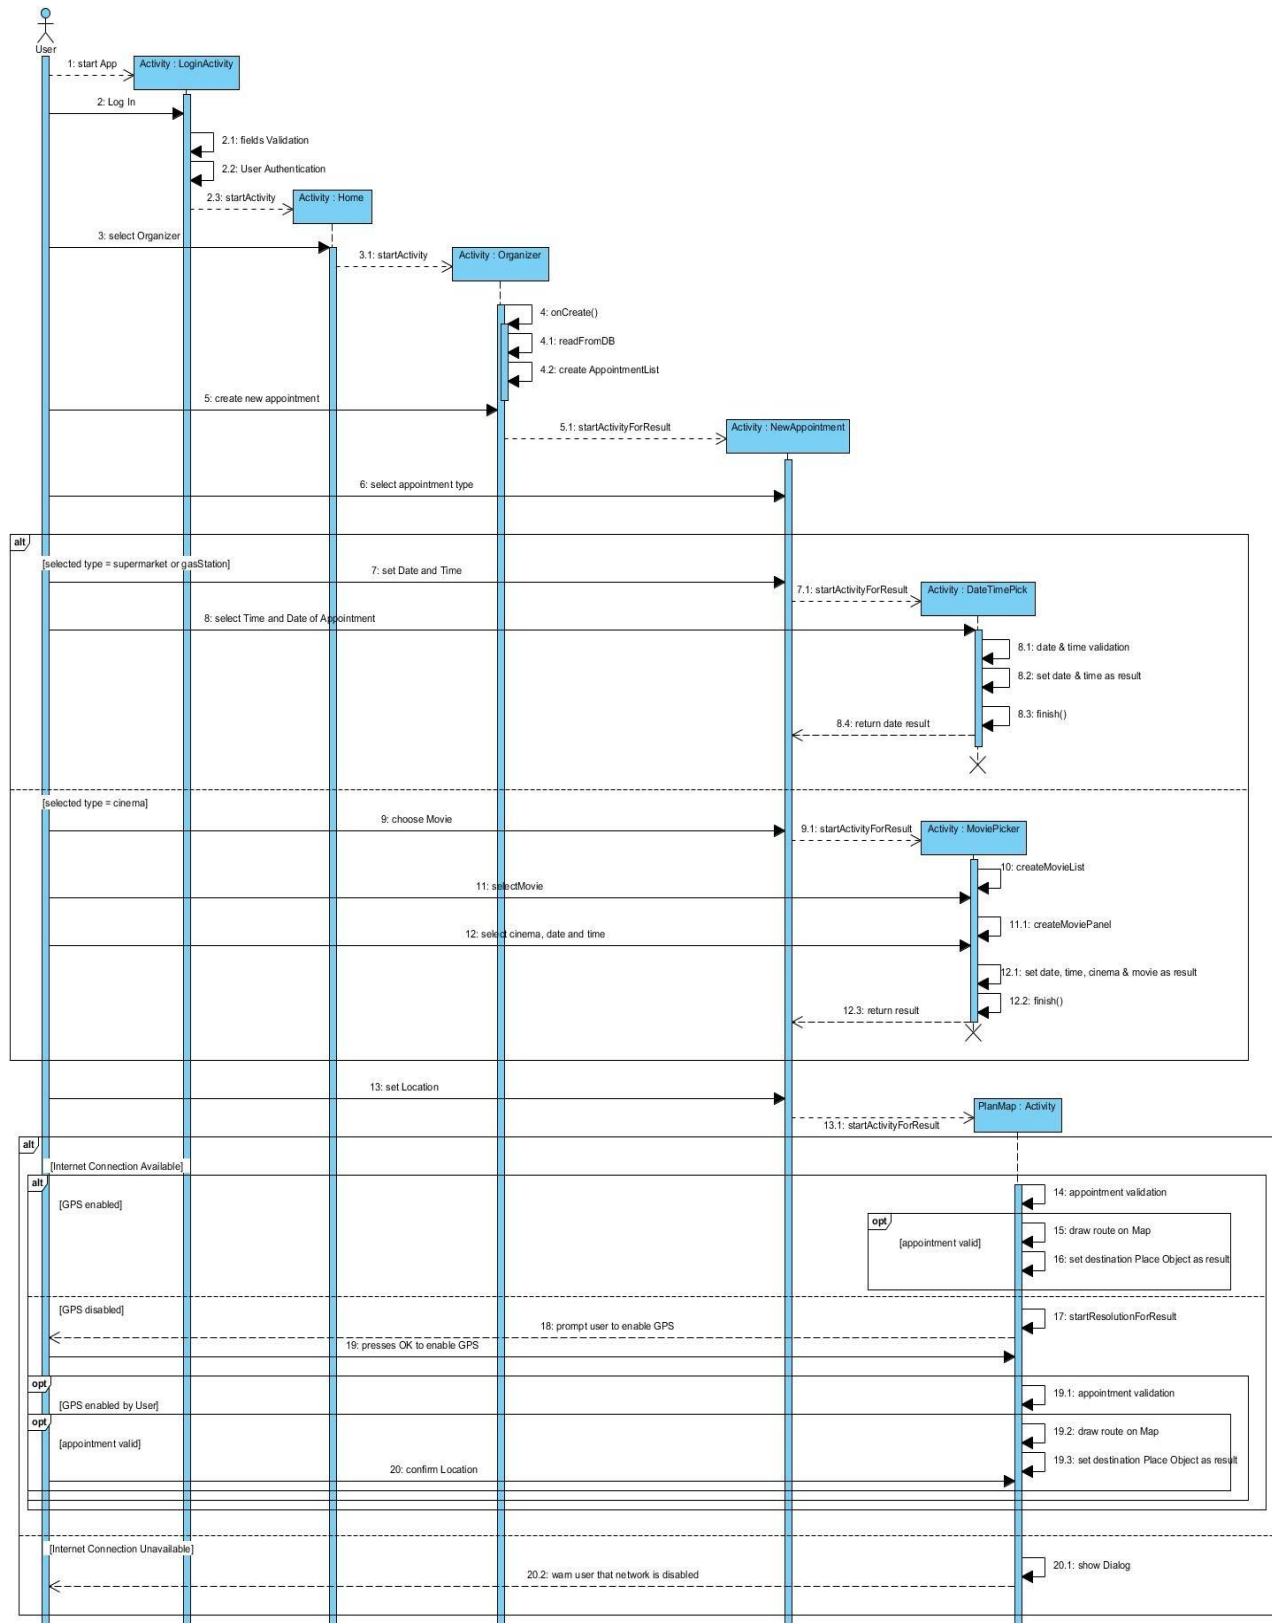 User
1: start App
Activity : LoginActivity
2: Log In
2.1: fields Validation
2.2: User Authentication
2.3: startActivity
Activity : Home
3: select Organizer
3.1: startActivity
Activity : Organizer
4: onCreate()
4.1: readFromDB
4.2: create AppointmentList
5: create new appointment
5.1: startActivityForResult
Activity : NewAppointment
6: select appointment type
alt
[selected type = supermarket or gasStation]
7: set Date and Time
7.1: startActivityForResult
Activity : DateTimePick
8: select Time and Date of Appointment
8.1: date & time validation
8.2: set date & time as result
8.3: finish()
8.4: return date result
[selected type = cinema]
9: choose Movie
9.1: startActivityForResult
Activity : MoviePicker
10: createMovieList
11: selectMovie
11.1: createMoviePanel
12: select cinema, date and time
12.1: set date, time, cinema & movie as result
12.2: finish()
12.3: return result
13: set Location
13.1: startActivityForResult
PlanMap : Activity
alt
[Internet Connection Available]
alt
[GPS enabled]
14: appointment validation
opt
[appointment valid]
15: draw route on Map
16: set destination Place Object as result
[GPS disabled]
17: startResolutionForResult
18: prompt user to enable GPS
19: presses OK to enable GPS
opt
[GPS enabled by User]
19.1: appointment validation
opt
[appointment valid]
19.2: draw route on Map
19.3: set destination Place Object as result
20: confirm Location
[Internet Connection Unavailable]
20.1: show Dialog
20.2: warn user that network is disabled